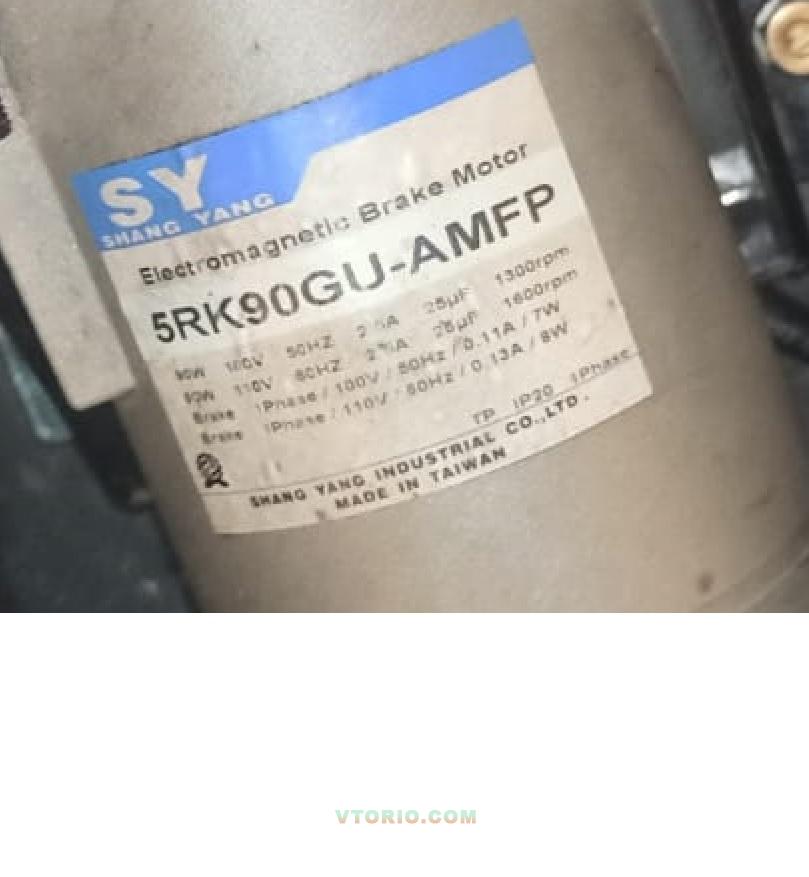 SY
SHANG YANG
Electromagnetic Brake Motor
5RK90GU-AMFP
90W 100V 50HZ 25µF 1300rpm
90W 110V 60HZ 25µF 1600rpm
Brake 1Phase / 100V / 50Hz / 0.11A / 7W
Brake 1Phase / 110V / 60Hz / 0.13A / 8W
TP IP20 1Phase
SHANG YANG INDUSTRIAL CO.,LTD.
MADE IN TAIWAN
VTORIO.COM